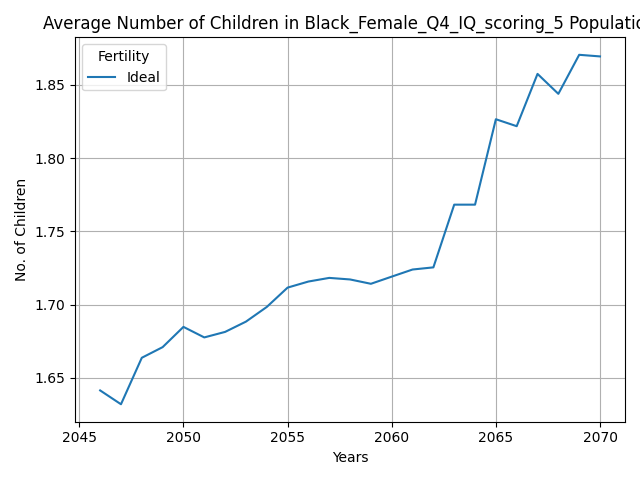 Average Number of Children in Black_Female_Q4_IQ_scoring_5 Populatio
Fertility
Ideal
No. of Children
1.85
1.80
1.75
1.70
1.65
2045 2050 2055 2060 2065 2070
Years